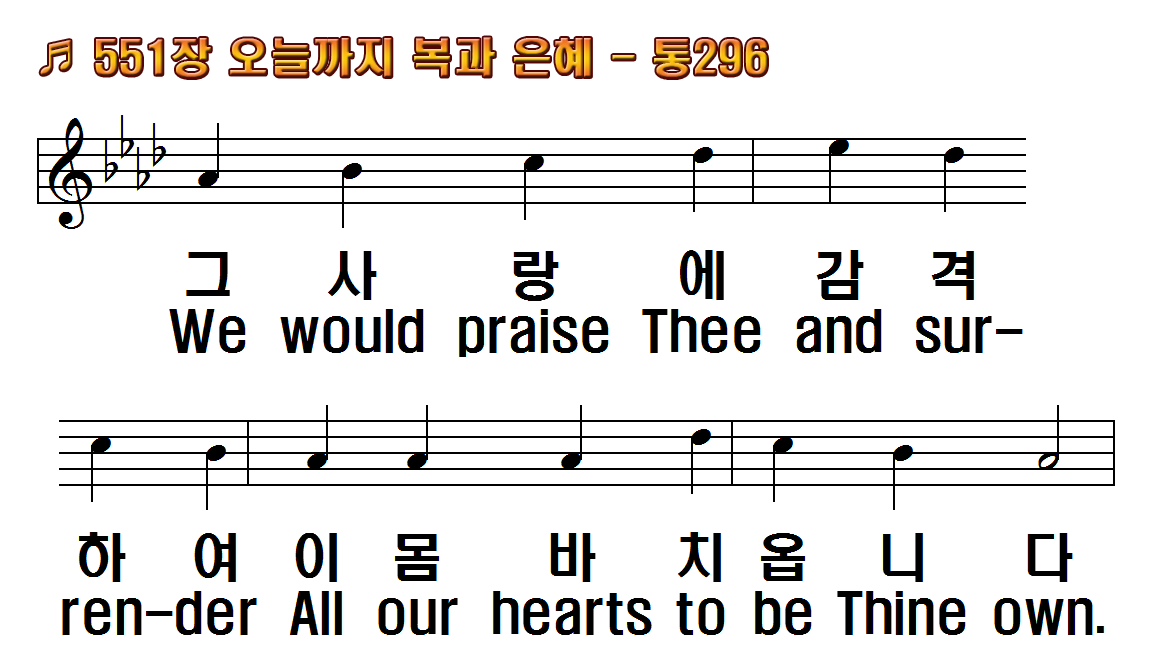 ♬ 551장 오늘까지 복과 은혜 - 통296
그 사 랑 에 감 격
We would praise Thee and sur-
하 여 이 몸 바 치 옵 니 다
ren-der All our hearts to be Thine own.